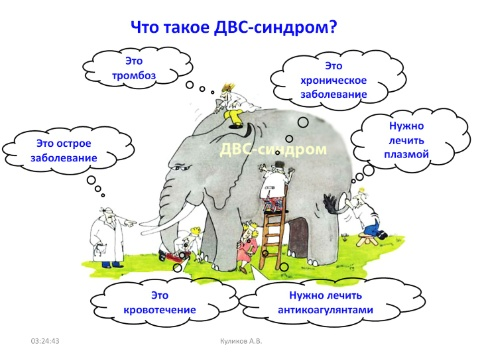 Что такое ДВС-синдром?
Это
тромбоз
Это
хроническое
заболевание
Нужно
лечить
плазмой
Это острое
заболевание
ДВС-синдром
Это
кровотечение
Нужно лечить
антикоагулянтами
03:24:43
Куликов А.В.